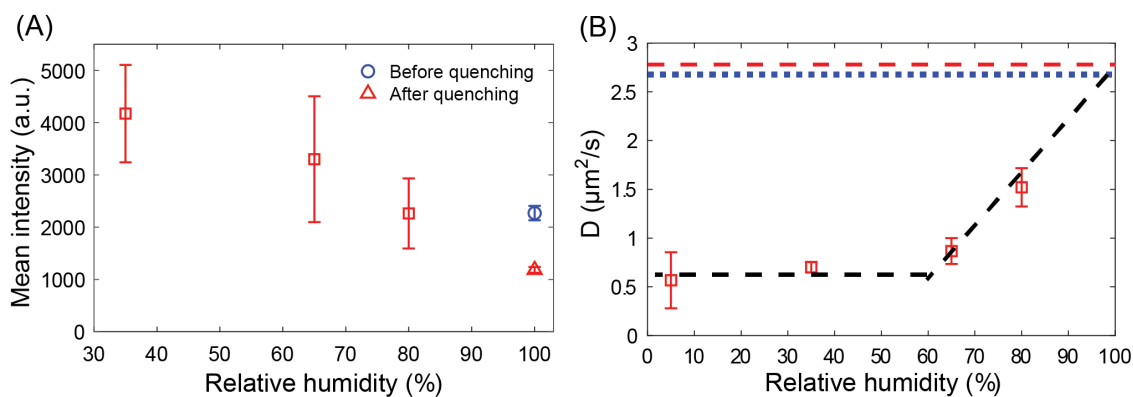 (A)
Mean intensity (a.u.)
5000
4000
3000
2000
1000
0
30 40 50 60 70 80 90 100
Relative humidity (%)
Before quenching
After quenching
(B)
D (μm²/s)
3
2.5
2
1.5
1
0.5
0
0 10 20 30 40 50 60 70 80 90 100
Relative humidity (%)